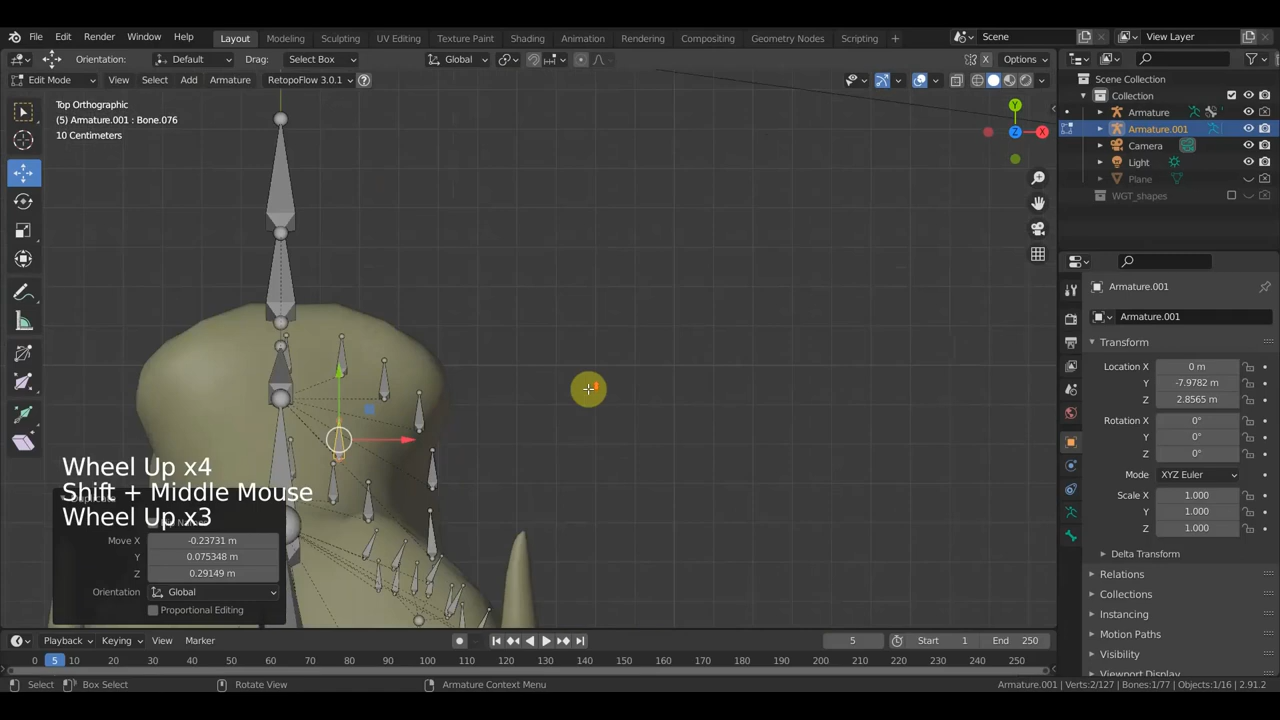 File Edit Render Window Help Layout Modeling Sculpting UV Editing Texture Paint Shading Animation Rendering Compositing Geometry Nodes Scripting + Scene View Layer
Orientation: Default Drag: Select Box Global Options
Edit Mode View Select Add Armature RetopoFlow 3.0.1
Scene Collection
Collection
Armature
Armature.001
Camera
Light
Plane
WGT_shapes
Top Orthographic
(5) Armature.001 : Bone.076
10 Centimeters
Y
Z
X
Wheel Up x4
Shift + Middle Mouse
Wheel Up x3
Move X -0.23731 m
Y 0.075348 m
Z 0.29149 m
Orientation Global
Proportional Editing
Armature.001
Armature.001
Transform
Location X 0 m
Y -7.9782 m
Z 2.8565 m
Rotation X 0°
Y 0°
Z 0°
Mode XYZ Euler
Scale X 1.000
Y 1.000
Z 1.000
Delta Transform
Relations
Collections
Instancing
Motion Paths
Visibility
Viewport Display
Playback Keying View Marker 5 Start 1 End 250
0 5 10 20 30 40 50 60 70 80 90 100 110 120 130 140 150 160 170 180 190 200 210 220 230 240 250
Select Box Select Rotate View Armature Context Menu Armature.001 | Verts:2/127 | Bones:1/77 | Objects:1/16 | 2.91.2